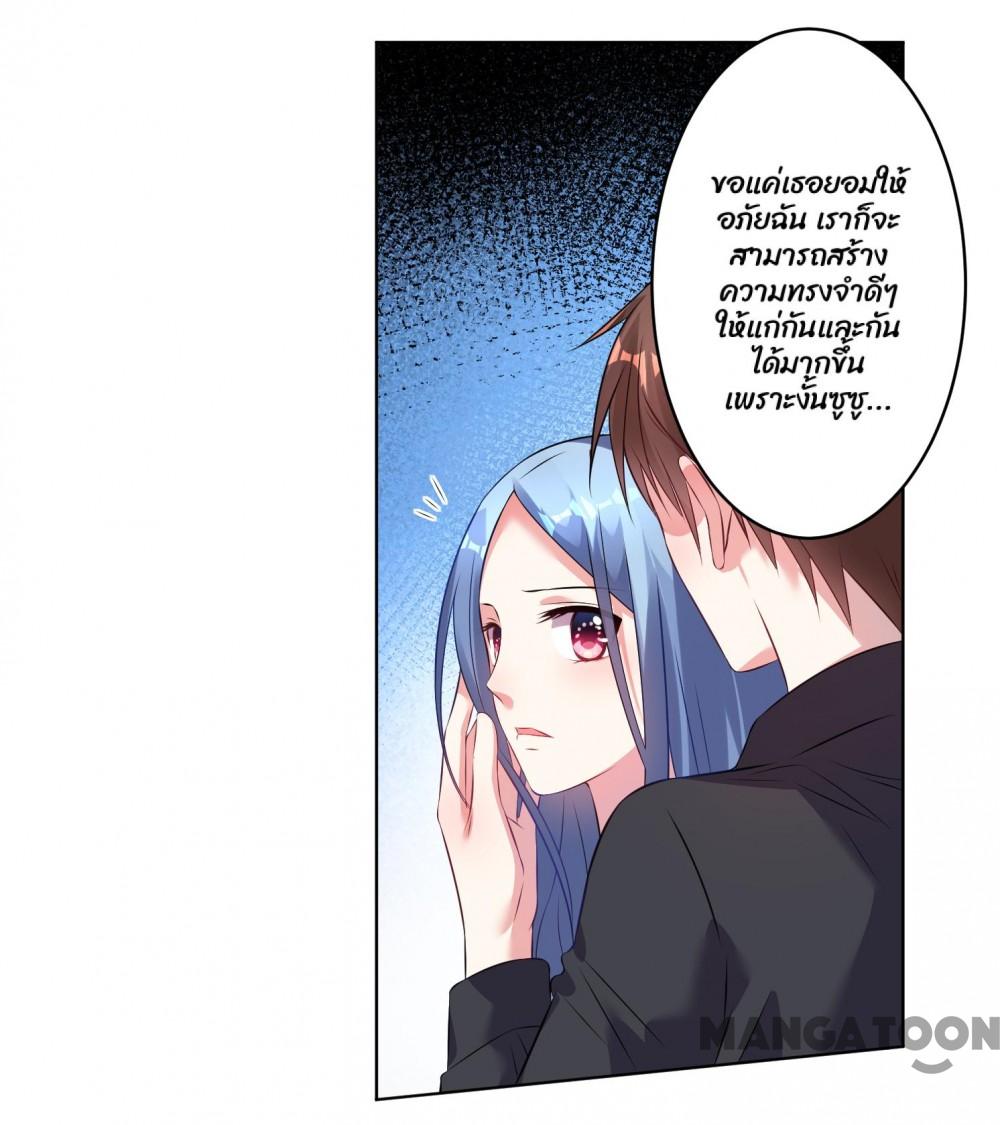 ขอแค่เธอยอมให้
อภัยฉัน เราก็จะ
สามารถสร้าง
ความทรงจำดีๆ
ให้แก่กันและกัน
ได้มากขึ้น
เพราะงั้นซูซู...
MANGATOON